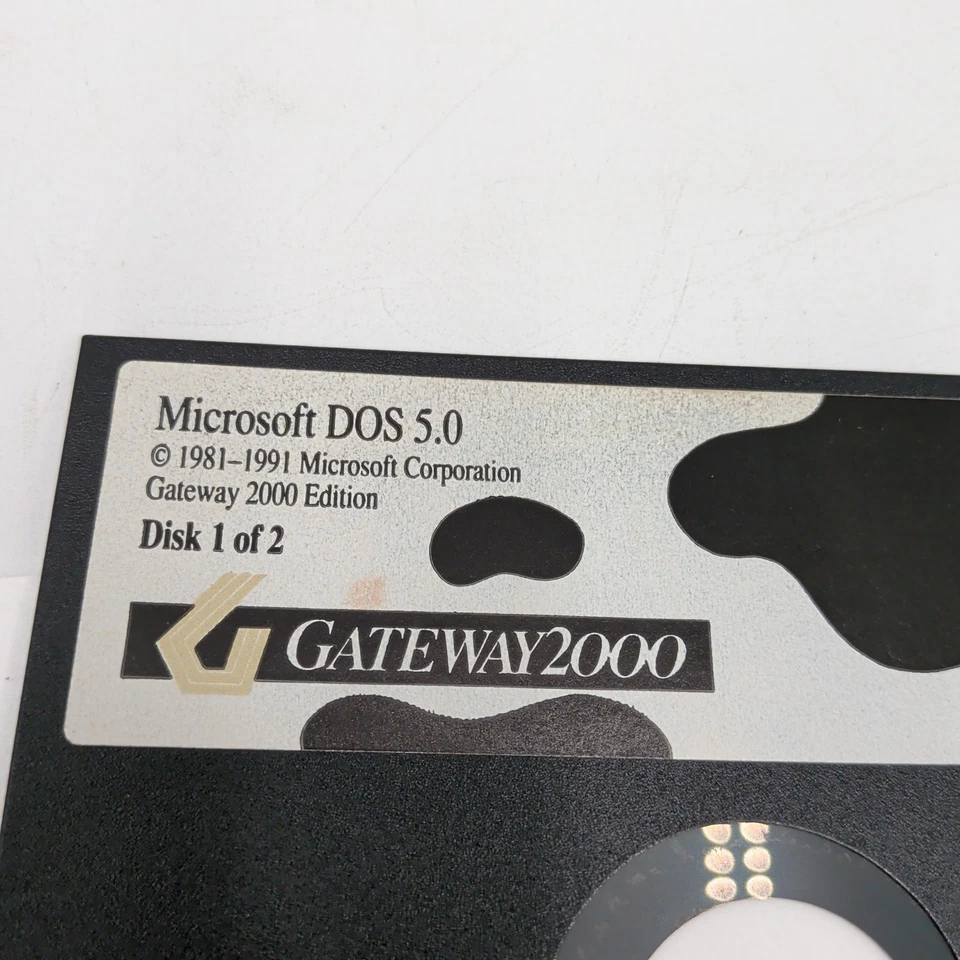 Microsoft DOS 5.0
© 1981–1991 Microsoft Corporation
Gateway 2000 Edition
Disk 1 of 2
GATEWAY2000